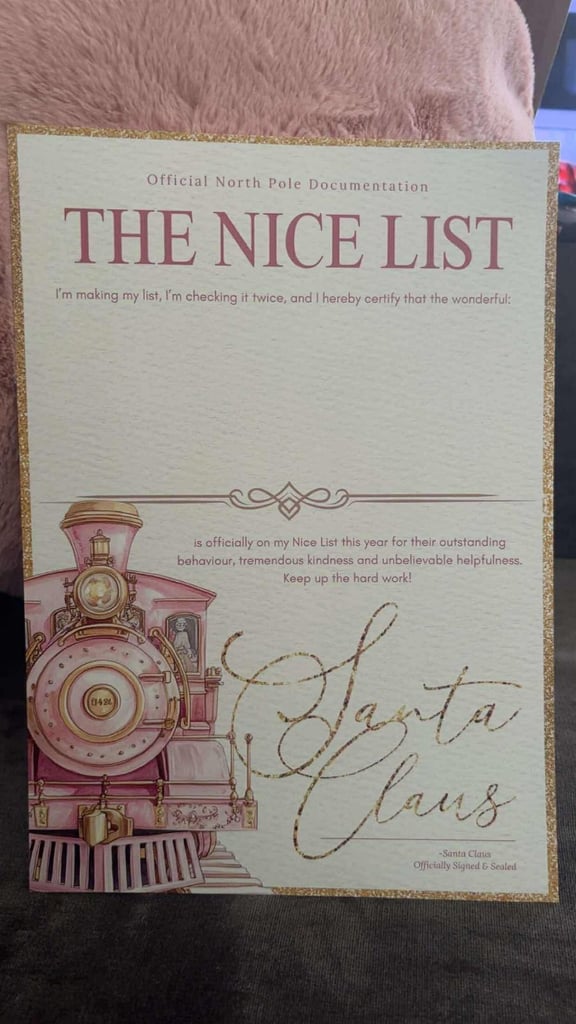 Official North Pole Documentation
THE NICE LIST
I'm making my list, I'm checking it twice, and I hereby certify that the wonderful:
is officially on my Nice List this year for their outstanding
behaviour, tremendous kindness and unbelievable helpfulness.
Keep up the hard work!
Santa
Claus
-Santa Claus
Officially Signed & Sealed